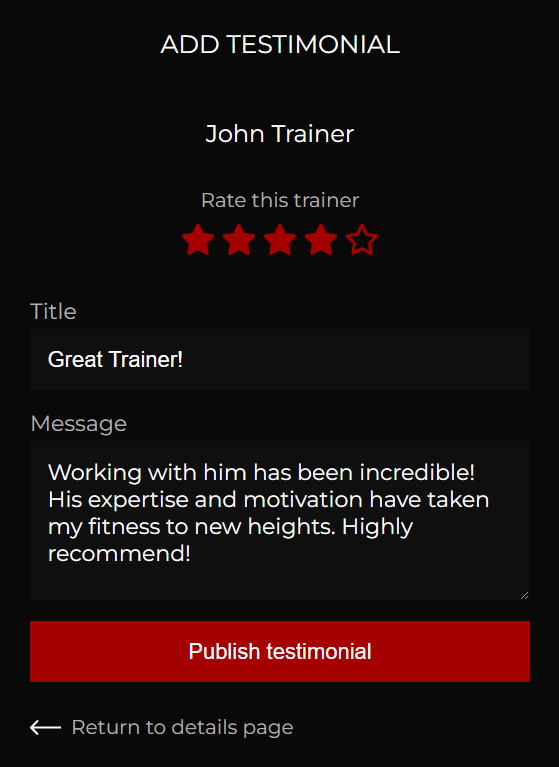 ADD TESTIMONIAL
John Trainer
Rate this trainer
Title
Great Trainer!
Message
Working with him has been incredible!
His expertise and motivation have taken
my fitness to new heights. Highly
recommend!
Publish testimonial
Return to details page